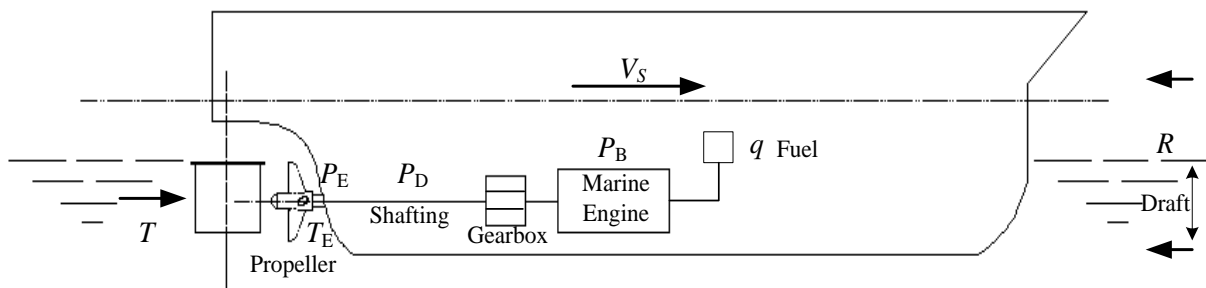 V_S
R
P_B
q Fuel
P_E
P_D
Marine
Engine
Shafting
Draft
T
T_E
Gearbox
Propeller